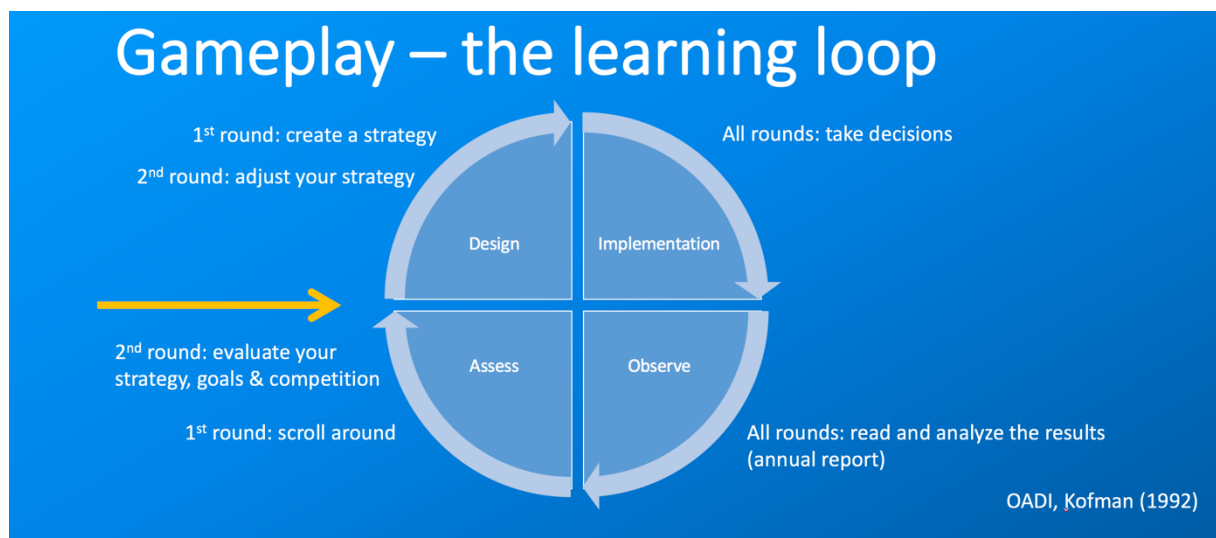 Gameplay – the learning loop
1st round: create a strategy
2nd round: adjust your strategy
All rounds: take decisions
Design
Implementation
2nd round: evaluate your
strategy, goals & competition
Assess
Observe
1st round: scroll around
All rounds: read and analyze the results
(annual report)
OADI, Kofman (1992)